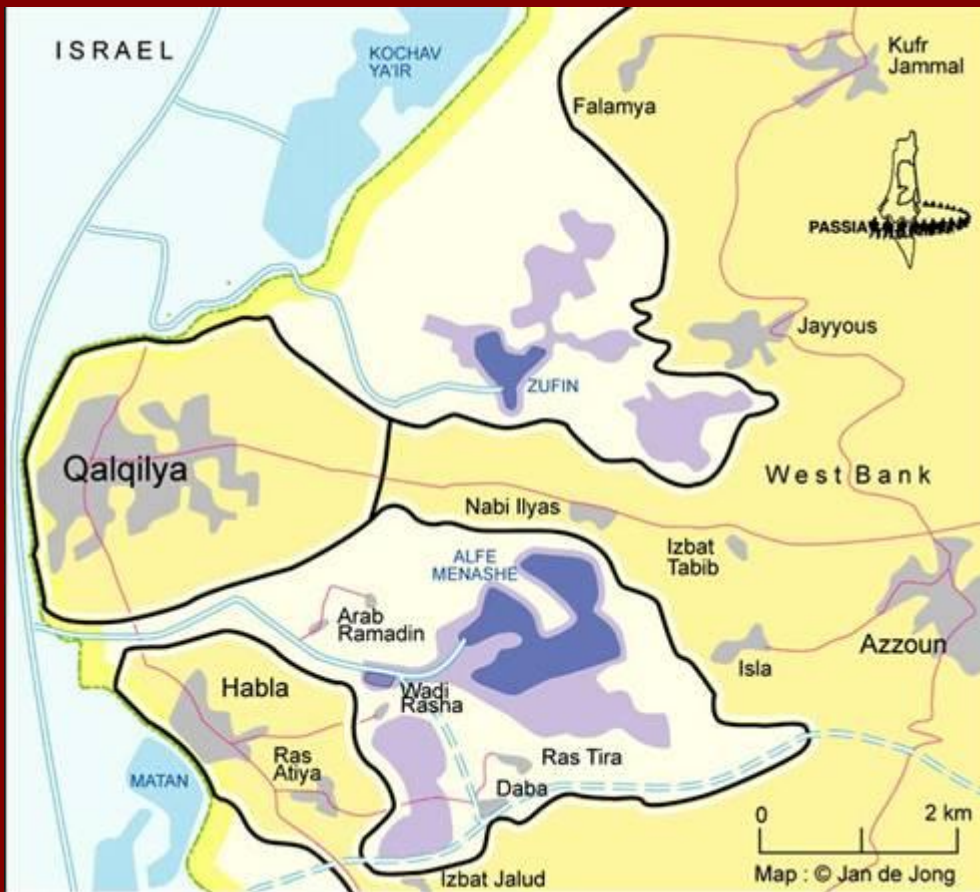 ISRAEL
KOCHAV
YA'IR
Falamya
Kufr
Jammal
PASSIA
Jayyous
ZUFIN
Qalqilya
West Bank
Nabi Ilyas
Izbat
Tabib
ALFE
MENASHE
Arab
Ramadin
Isla
Azzoun
Habla
Wadi
Rasha
Ras
Atiya
Ras Tira
Daba
MATAN
Izbat Jalud
0 2 km
Map : © Jan de Jong